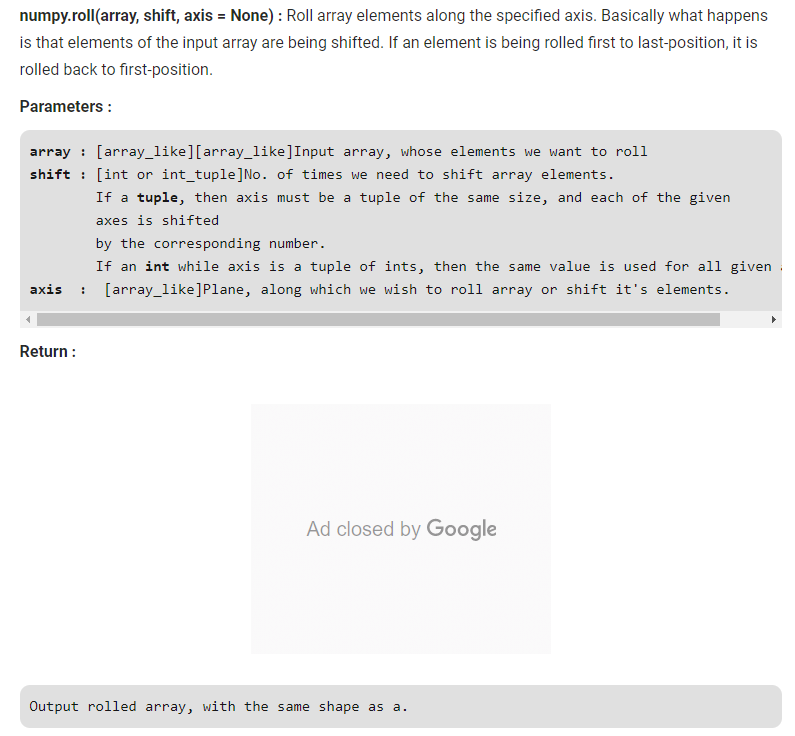 numpy.roll(array, shift, axis = None) : Roll array elements along the specified axis. Basically what happens
is that elements of the input array are being shifted. If an element is being rolled first to last-position, it is
rolled back to first-position.
Parameters :
array : [array_like][array_like]Input array, whose elements we want to roll
shift : [int or int_tuple]No. of times we need to shift array elements.
If a tuple, then axis must be a tuple of the same size, and each of the given
axes is shifted
by the corresponding number.
If an int while axis is a tuple of ints, then the same value is used for all given
axis : [array_like]Plane, along which we wish to roll array or shift it's elements.
Return :
Ad closed by Google
Output rolled array, with the same shape as a.